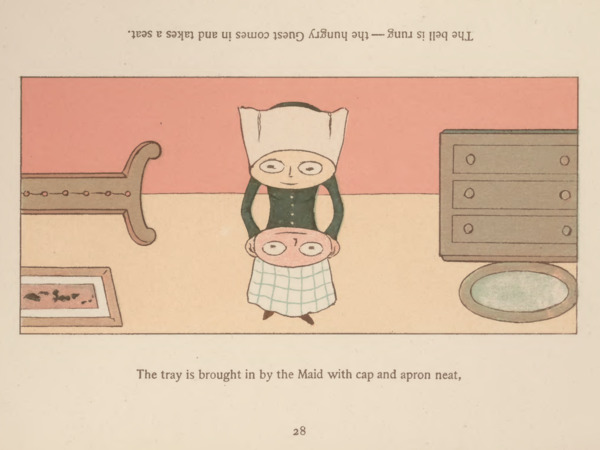 The bell is rung — the hungry Guest comes in and takes a seat.
The tray is brought in by the Maid with cap and apron neat,
28